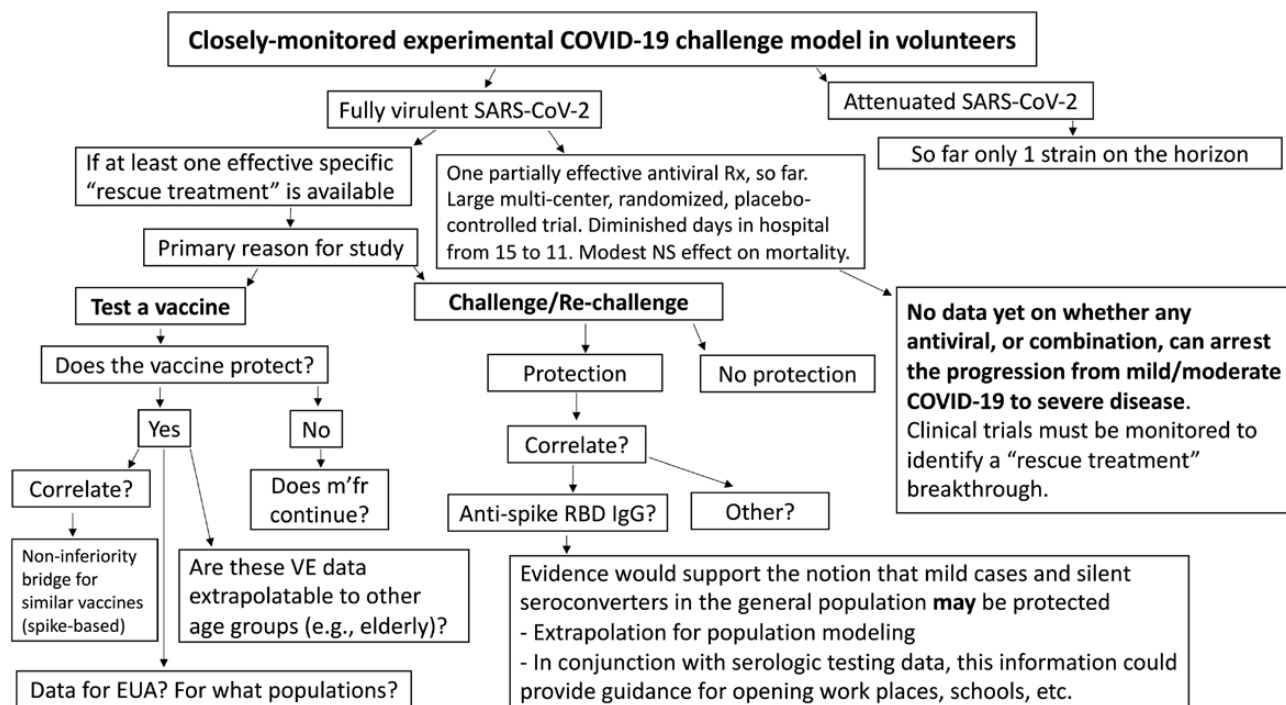 Closely-monitored experimental COVID-19 challenge model in volunteers
Fully virulent SARS-CoV-2
Attenuated SARS-CoV-2
So far only 1 strain on the horizon
If at least one effective specific
“rescue treatment” is available
One partially effective antiviral Rx, so far.
Large multi-center, randomized, placebo-
controlled trial. Diminished days in hospital
from 15 to 11. Modest NS effect on mortality.
Primary reason for study
Test a vaccine
Challenge/Re-challenge
No data yet on whether any
antiviral, or combination, can arrest
the progression from mild/moderate
COVID-19 to severe disease.
Clinical trials must be monitored to
identify a “rescue treatment”
breakthrough.
Does the vaccine protect?
Protection
No protection
Yes
No
Correlate?
Correlate?
Does m’fr
continue?
Anti-spike RBD IgG?
Other?
Non-inferiority
bridge for
similar vaccines
(spike-based)
Are these VE data
extrapolatable to other
age groups (e.g., elderly)?
Evidence would support the notion that mild cases and silent
seroconverters in the general population may be protected
- Extrapolation for population modeling
- In conjunction with serologic testing data, this information could
provide guidance for opening work places, schools, etc.
Data for EUA? For what populations?